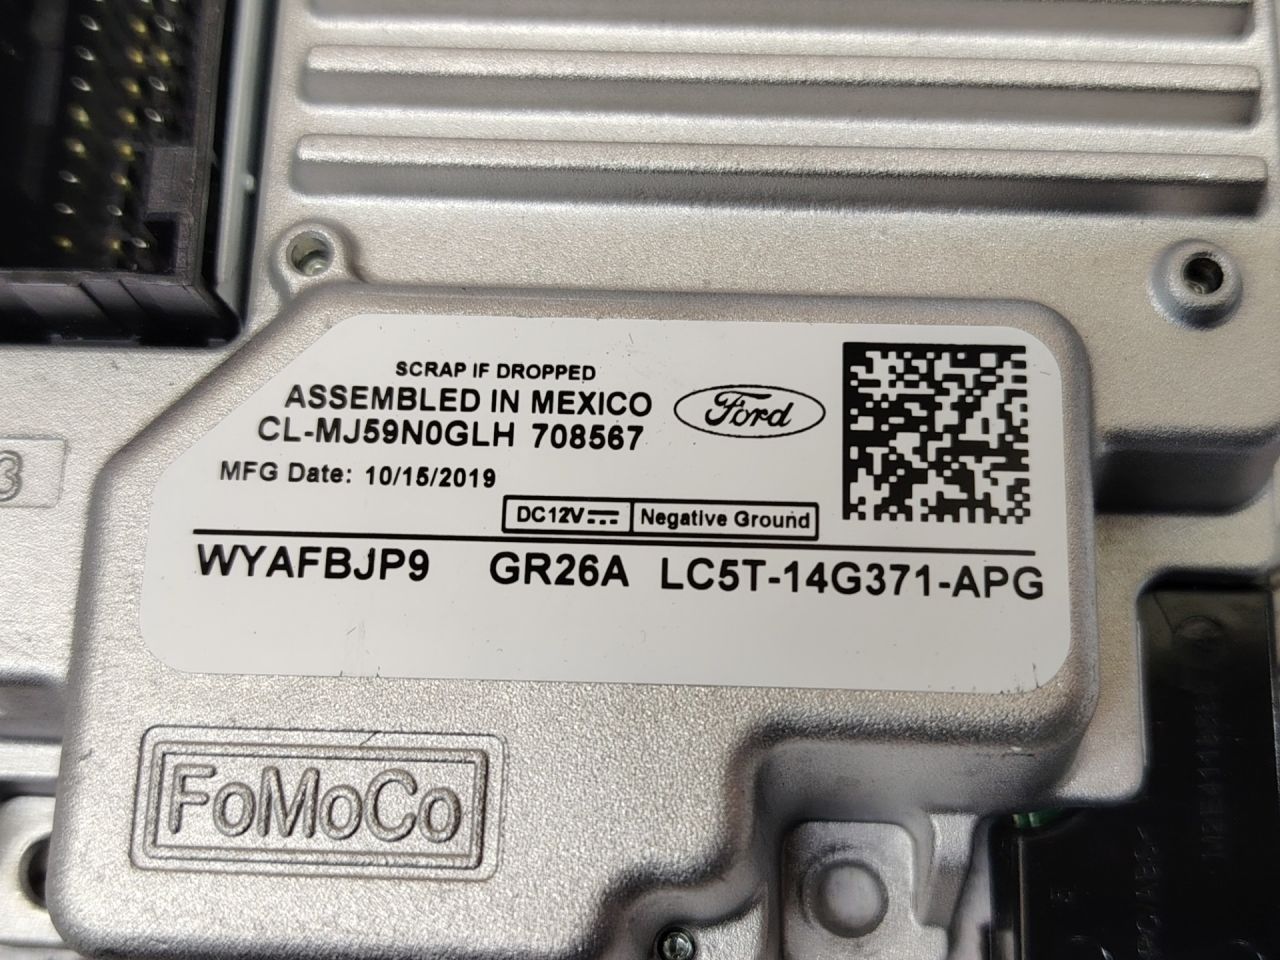 SCRAP IF DROPPED
ASSEMBLED IN MEXICO
CL-MJ59N0GLH 708567
Ford
MFG Date: 10/15/2019
DC12V⎓ Negative Ground
WYAFBJP9 GR26A LC5T-14G371-APG
3
FoMoCo